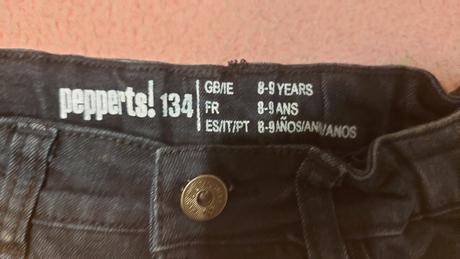 pepperts! 134
GB/IE 8-9 YEARS
FR 8-9 ANS
ES/IT/PT 8-9 AÑOS/ANNI/ANOS